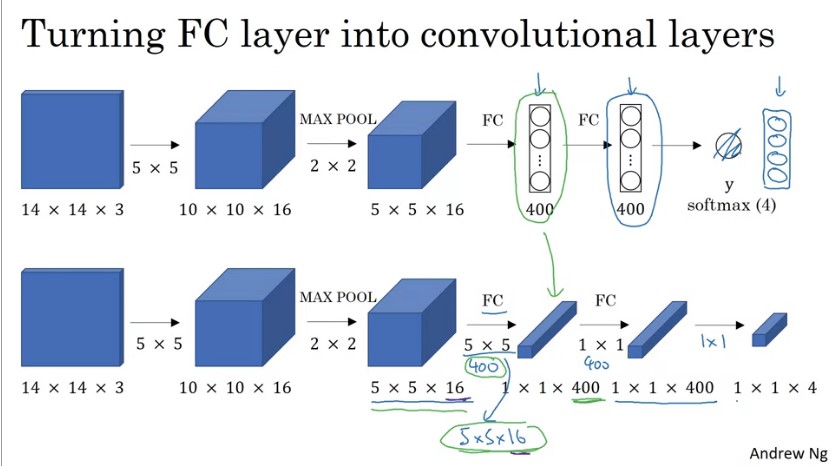 Turning FC layer into convolutional layers
MAX POOL
FC
FC
5 × 5
2 × 2
⋮
⋮
y
14 × 14 × 3
10 × 10 × 16
5 × 5 × 16
400
400
softmax (4)
MAX POOL
FC
FC
5 × 5
2 × 2
5 × 5
1 × 1
1×1
400
400
14 × 14 × 3
10 × 10 × 16
5 × 5 × 16
1 × 1 × 400
1 × 1 × 400
1 × 1 × 4
5×5×16
Andrew Ng